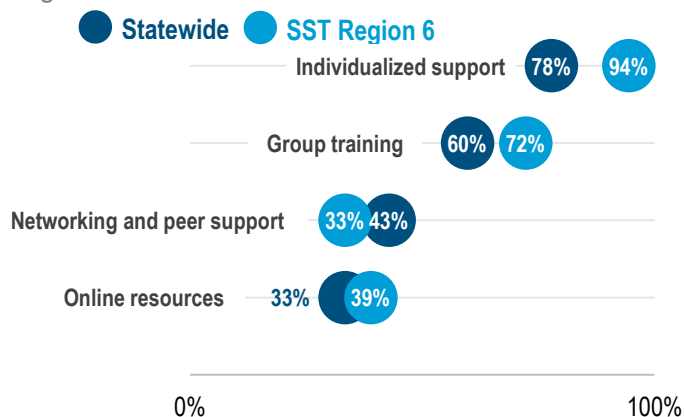 Statewide SST Region 6
Individualized support 78% 94%
Group training 60% 72%
Networking and peer support 33% 43%
Online resources 33% 39%
0% 100%